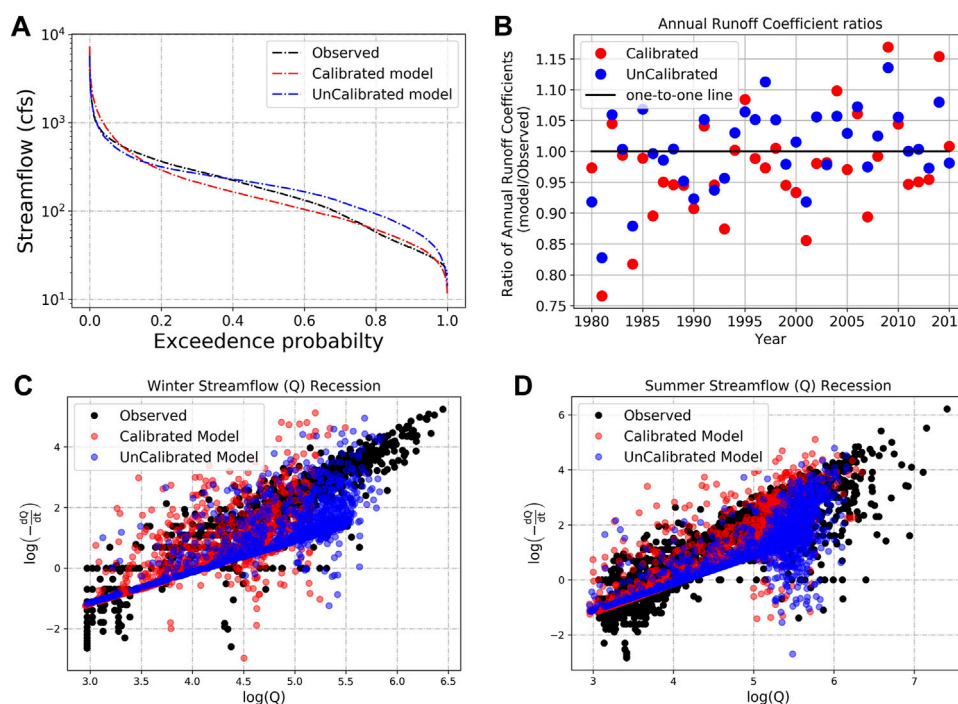 A
Streamflow (cfs)
10⁴
10³
10²
10¹
Observed
Calibrated model
UnCalibrated model
0.0 0.2 0.4 0.6 0.8 1.0
Exceedence probabilty
B
Annual Runoff Coefficient ratios
Ratio of Annual Runoff Coefficients
(model/Observed)
1.15
1.10
1.05
1.00
0.95
0.90
0.85
0.80
0.75
Calibrated
UnCalibrated
one-to-one line
1980 1985 1990 1995 2000 2005 2010 201
Year
C
Winter Streamflow (Q) Recession
log(−dQ/dt)
4
2
0
−2
Observed
Calibrated Model
UnCalibrated Model
3.0 3.5 4.0 4.5 5.0 5.5 6.0 6.5
log(Q)
D
Summer Streamflow (Q) Recession
log(−dQ/dt)
6
4
2
0
−2
Observed
Calibrated Model
UnCalibrated Model
3 4 5 6 7
log(Q)